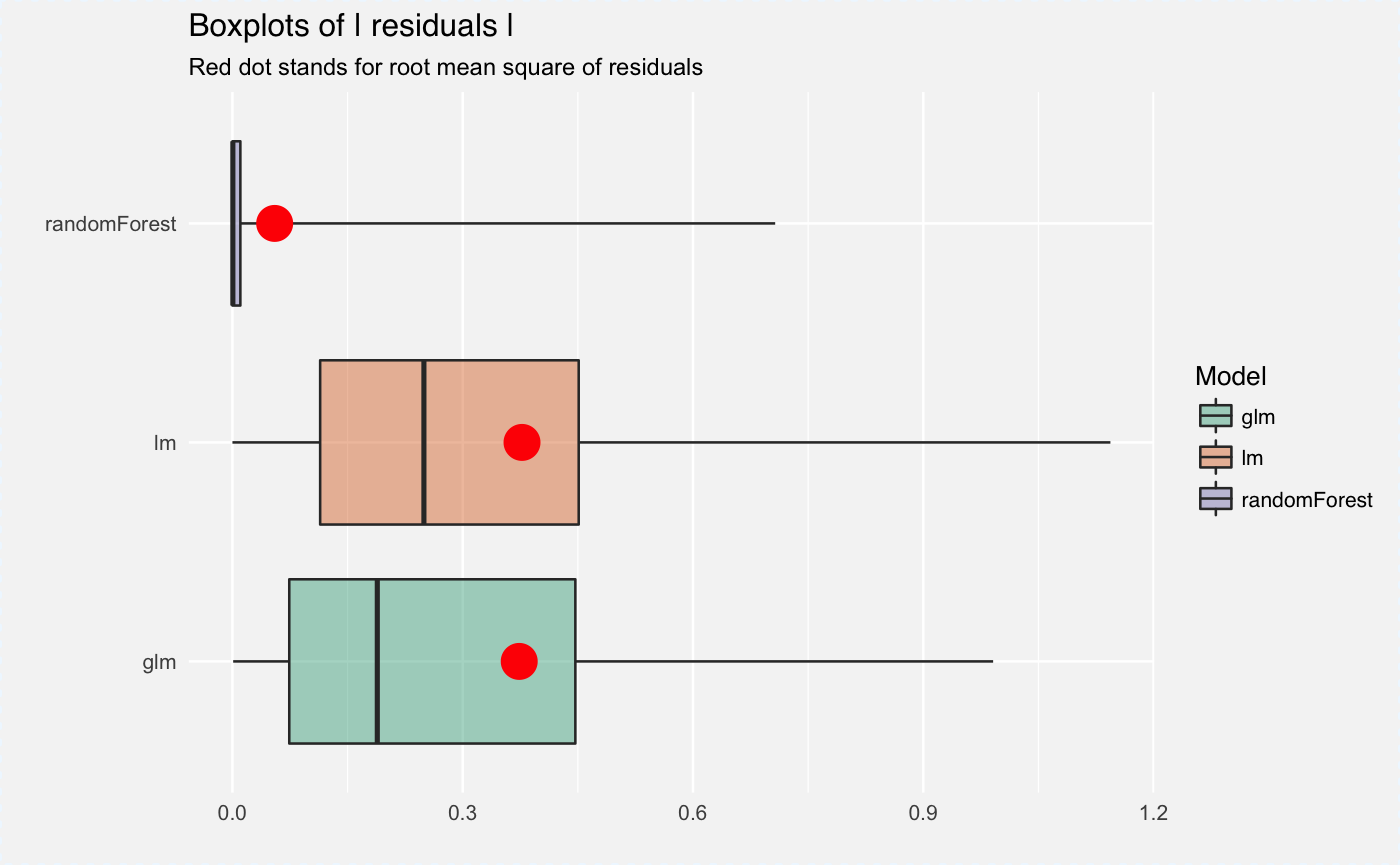 Boxplots of | residuals |
Red dot stands for root mean square of residuals
randomForest
lm
glm
0.0 0.3 0.6 0.9 1.2
Model
glm
lm
randomForest